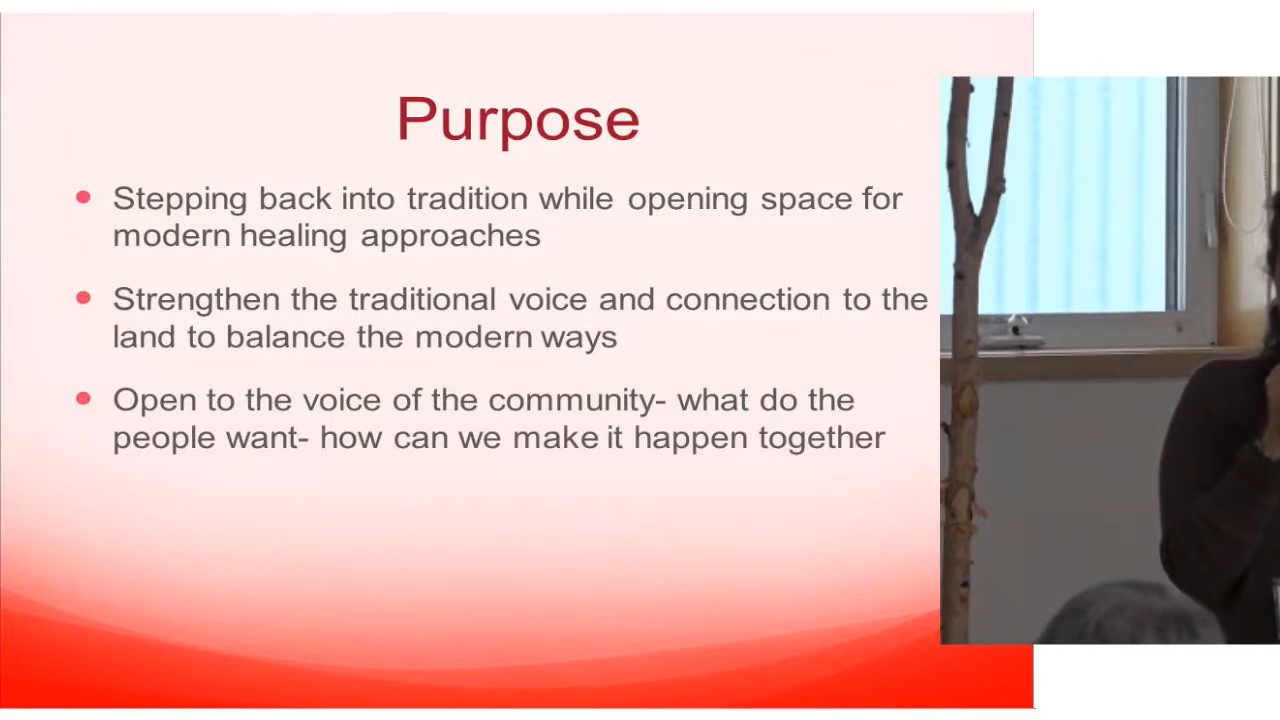 Purpose
Stepping back into tradition while opening space for
modern healing approaches
Strengthen the traditional voice and connection to the
land to balance the modern ways
Open to the voice of the community- what do the
people want- how can we make it happen together